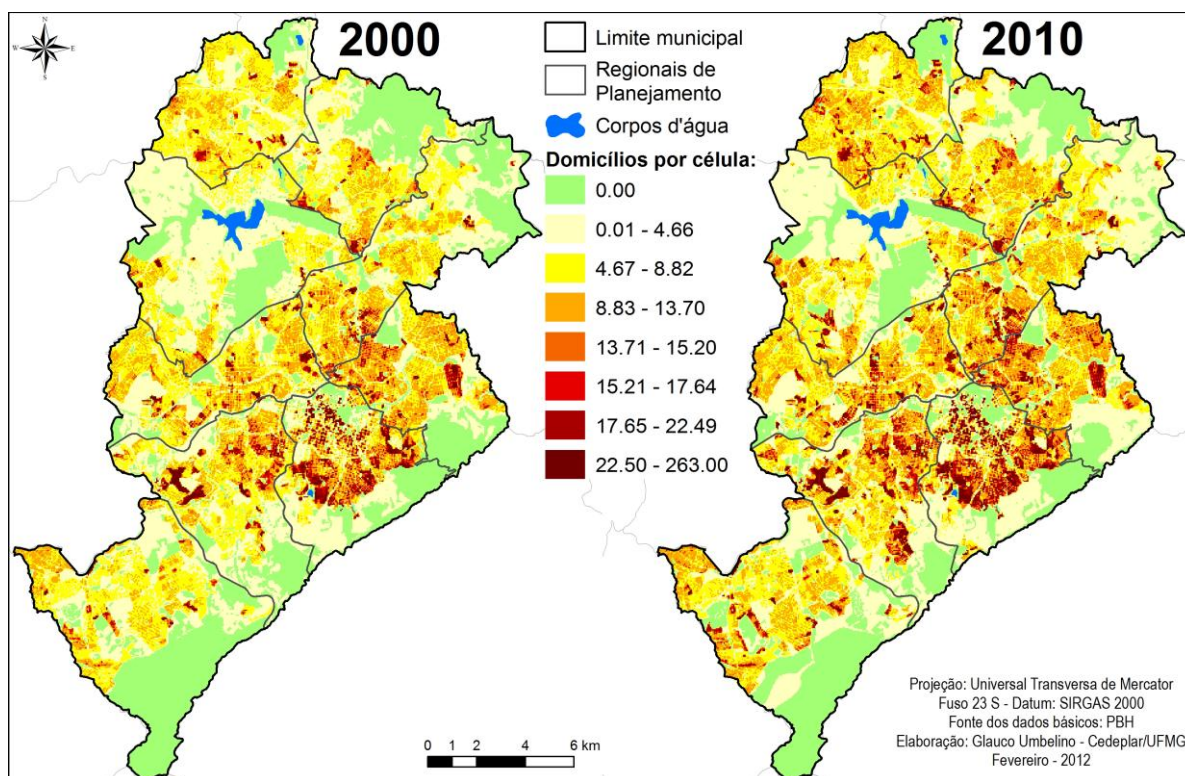 2000
2010
N
W
E
S
Limite municipal
Regionais de
Planejamento
Corpos d'água
Domicílios por célula:
0.00
0.01 - 4.66
4.67 - 8.82
8.83 - 13.70
13.71 - 15.20
15.21 - 17.64
17.65 - 22.49
22.50 - 263.00
0 1 2 4 6 km
Projeção: Universal Transversa de Mercator
Fuso 23 S - Datum: SIRGAS 2000
Fonte dos dados básicos: PBH
Elaboração: Glauco Umbelino - Cedeplar/UFMG
Fevereiro - 2012